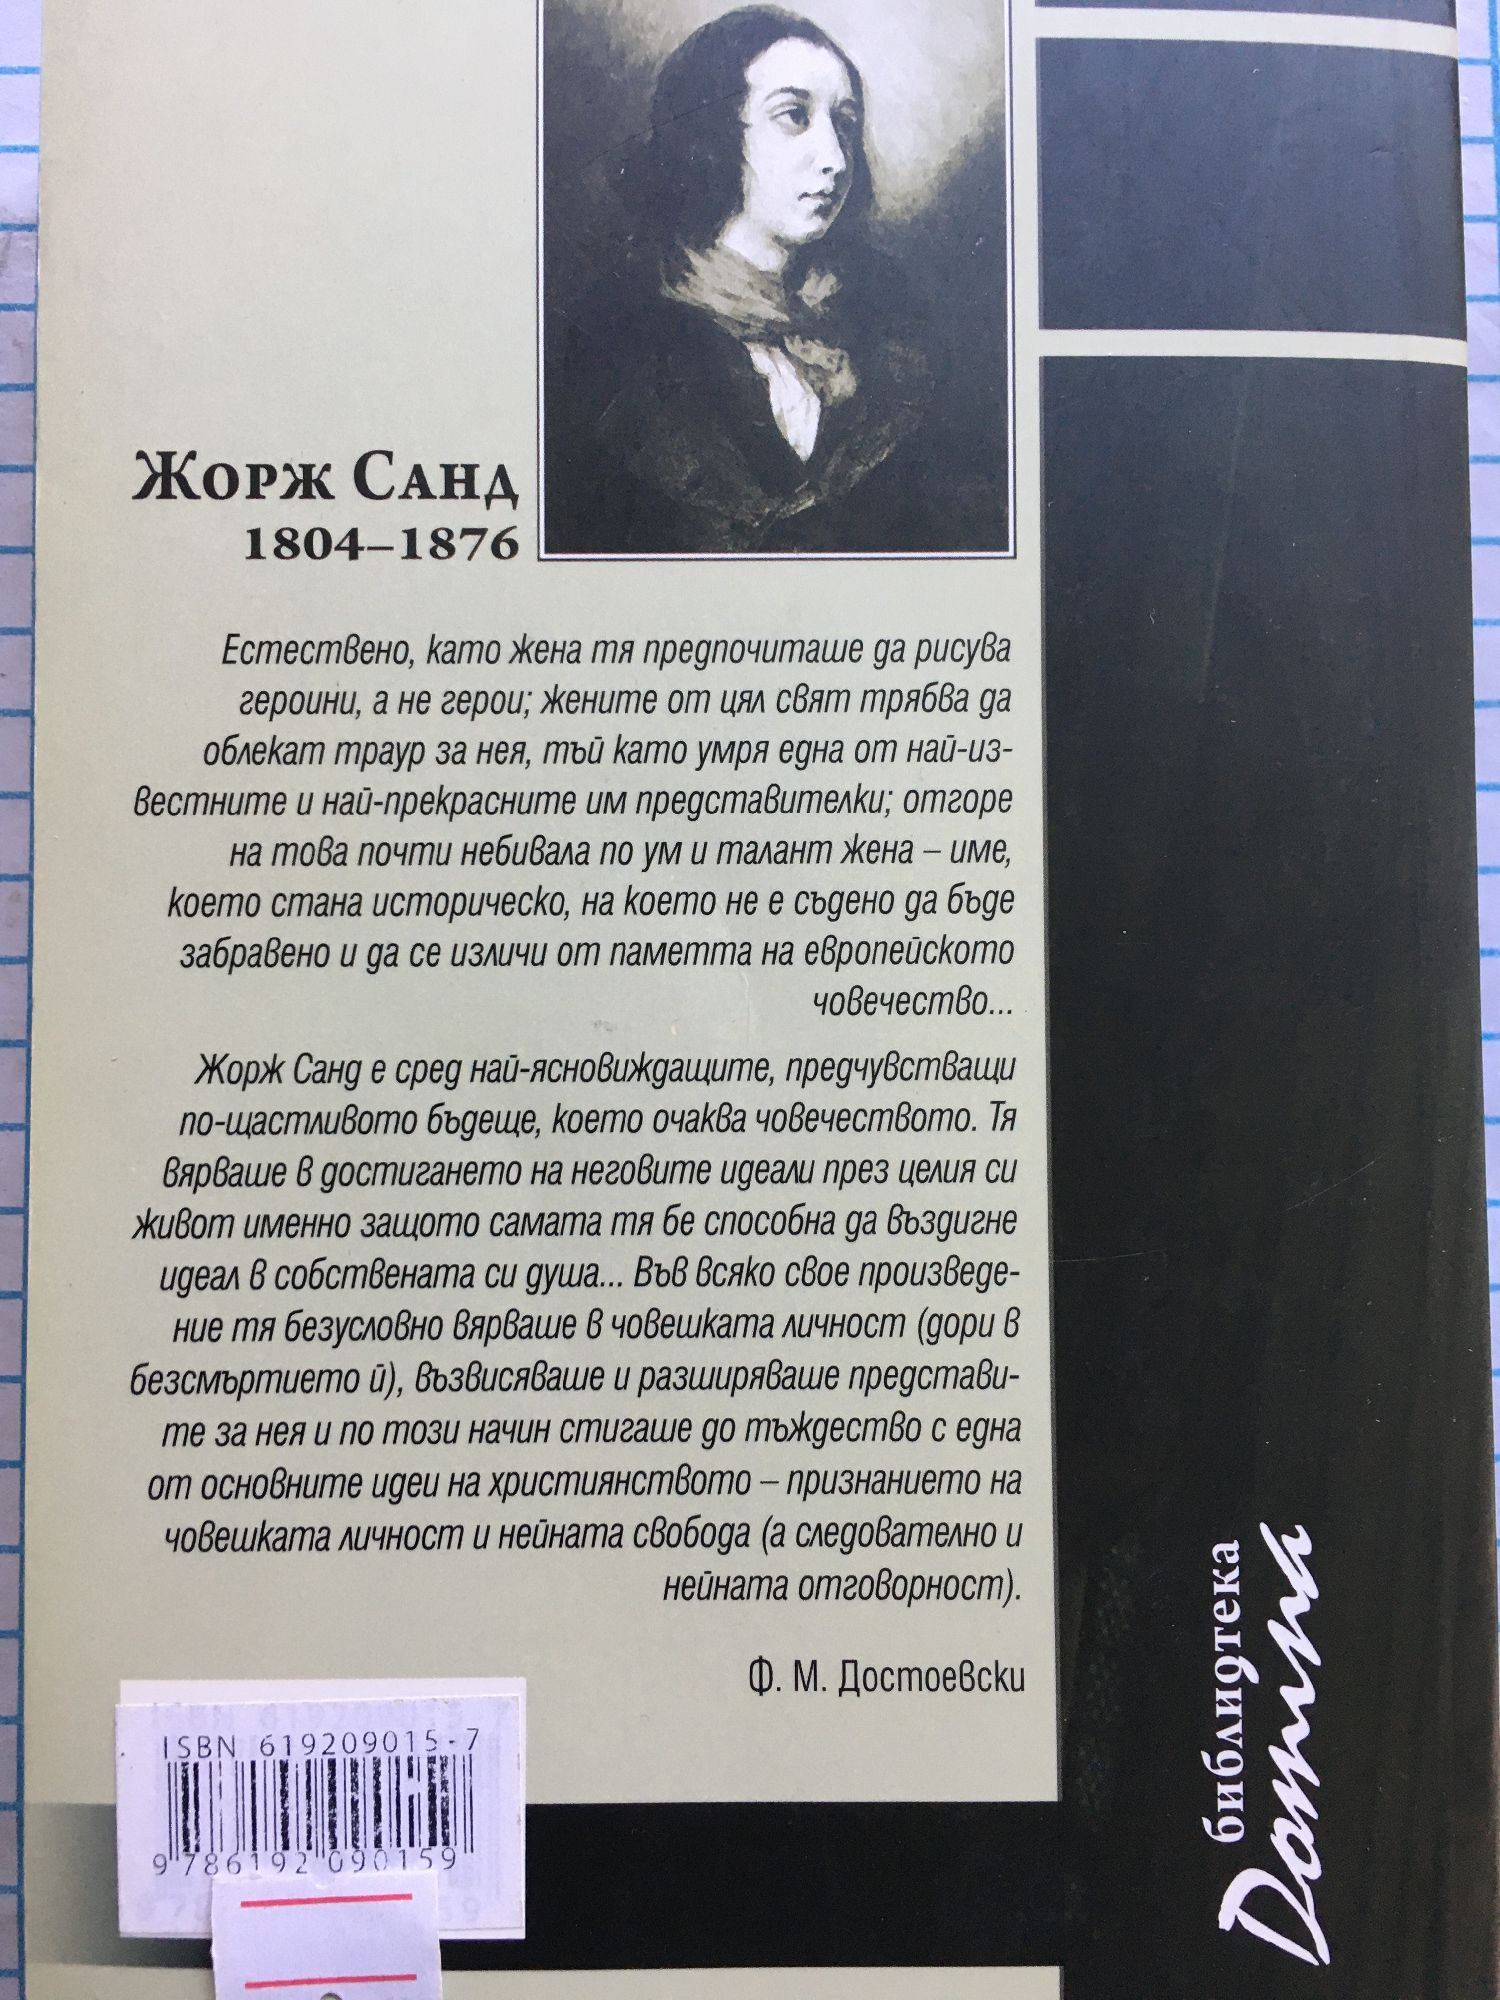 Жорж Санд
1804–1876
Естествено, като жена тя предпочиташе да рисува
героини, а не герои; жените от цял свят трябва да
облекат траур за нея, тъй като умря една от най-из-
вестните и най-прекрасните им представителки; отгоре
на това почти небивала по ум и талант жена – име,
което стана историческо, на което не е съдено да бъде
забравено и да се изличи от паметта на европейското
човечество...
Жорж Санд е сред най-ясновиждащите, предчувстващи
по-щастливото бъдеще, което очаква човечеството. Тя
вярваше в достигането на неговите идеали през целия си
живот именно защото самата тя бе способна да въздигне
идеал в собствената си душа... Във всяко свое произведе-
ние тя безусловно вярваше в човешката личност (дори в
безсмъртието й), възвисяваше и разширяваше представи-
те за нея и по този начин стигаше до тъждество с една
от основните идеи на християнството – признанието на
човешката личност и нейната свобода (а следователно и
нейната отговорност).
Ф. М. Достоевски
ISBN 619209015-7
9 786192 090159
библиотека
Domina